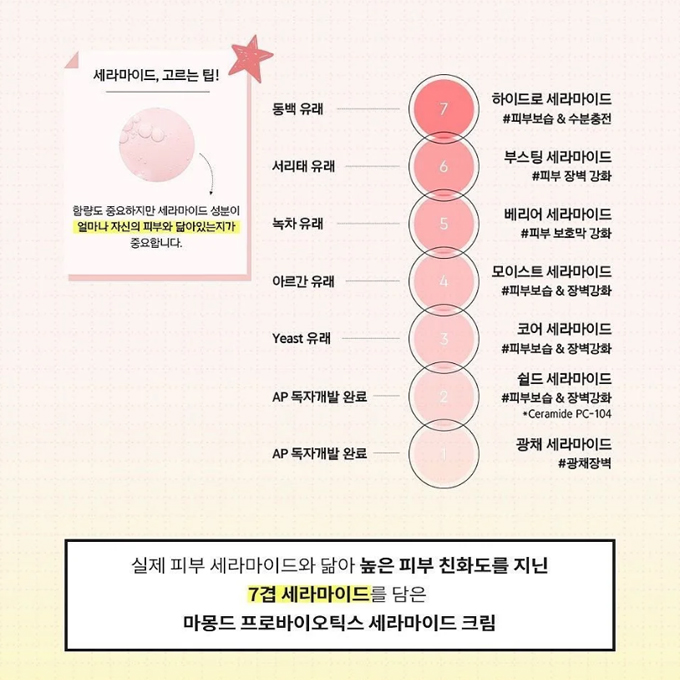 세라마이드, 고르는 팁!
함량도 중요하지만 세라마이드 성분이
얼마나 자신의 피부와 닮아있는지가
중요합니다.
동백 유래
7
하이드로 세라마이드
#피부보습 & 수분충전
서리태 유래
6
부스팅 세라마이드
#피부 장벽 강화
녹차 유래
5
베리어 세라마이드
#피부 보호막 강화
아르간 유래
4
모이스트 세라마이드
#피부보습 & 장벽강화
Yeast 유래
3
코어 세라마이드
#피부보습 & 장벽강화
AP 독자개발 완료
2
쉴드 세라마이드
#피부보습 & 장벽강화
*Ceramide PC-104
AP 독자개발 완료
1
광채 세라마이드
#광채장벽
실제 피부 세라마이드와 닮아 높은 피부 친화도를 지닌
7겹 세라마이드를 담은
마몽드 프로바이오틱스 세라마이드 크림